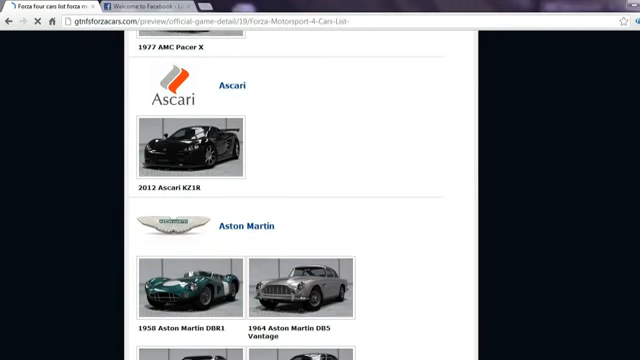 Forza four cars list forza m
Welcome to Facebook - L
gtnfsforzacars.com/preview/official-game-detail/19/Forza-Motorsport-4-Cars-List-
1977 AMC Pacer X
Ascari
Ascari
2012 Ascari KZ1R
ASTON MARTIN
Aston Martin
1958 Aston Martin DBR1
1964 Aston Martin DB5
Vantage